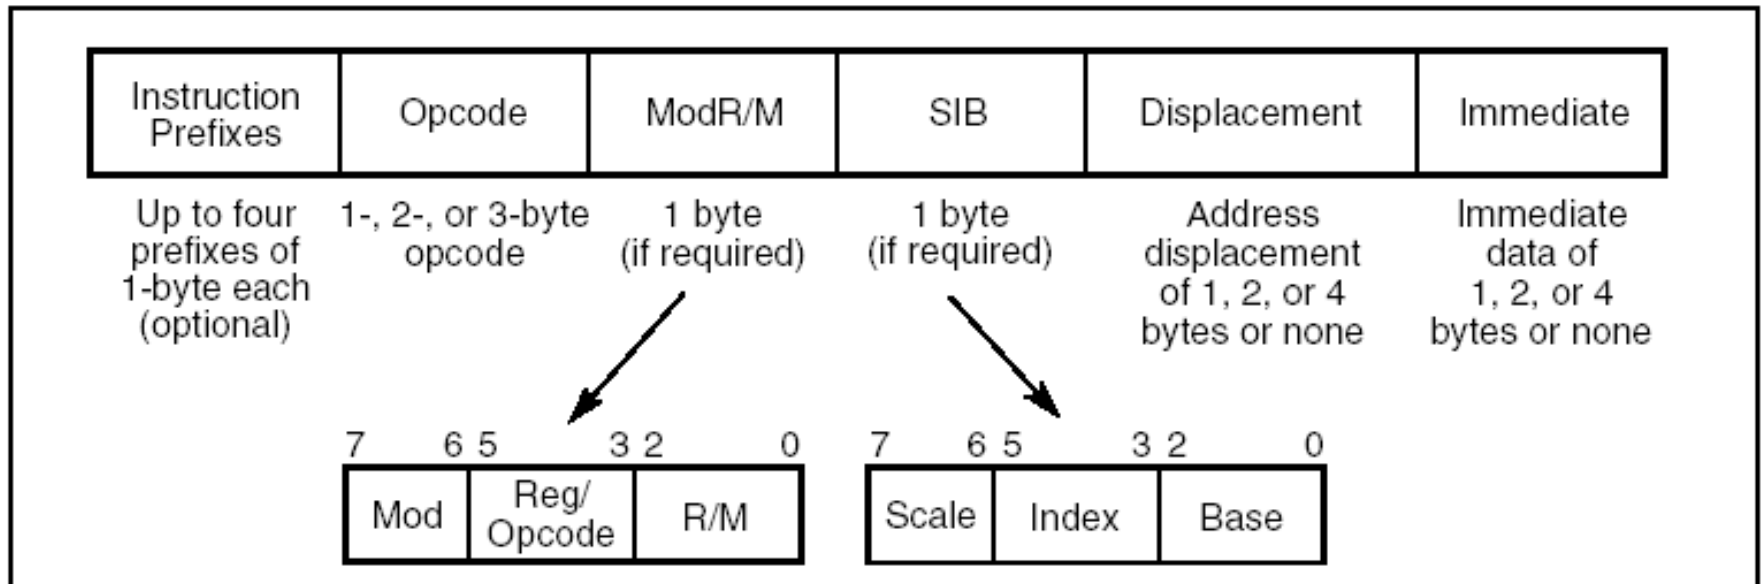 Instruction
Prefixes
Opcode
ModR/M
SIB
Displacement
Immediate
Up to four
prefixes of
1-byte each
(optional)
1-, 2-, or 3-byte
opcode
1 byte
(if required)
1 byte
(if required)
Address
displacement
of 1, 2, or 4
bytes or none
Immediate
data of
1, 2, or 4
bytes or none
7 6 5 3 2 0
Mod
Reg/
Opcode
R/M
7 6 5 3 2 0
Scale
Index
Base